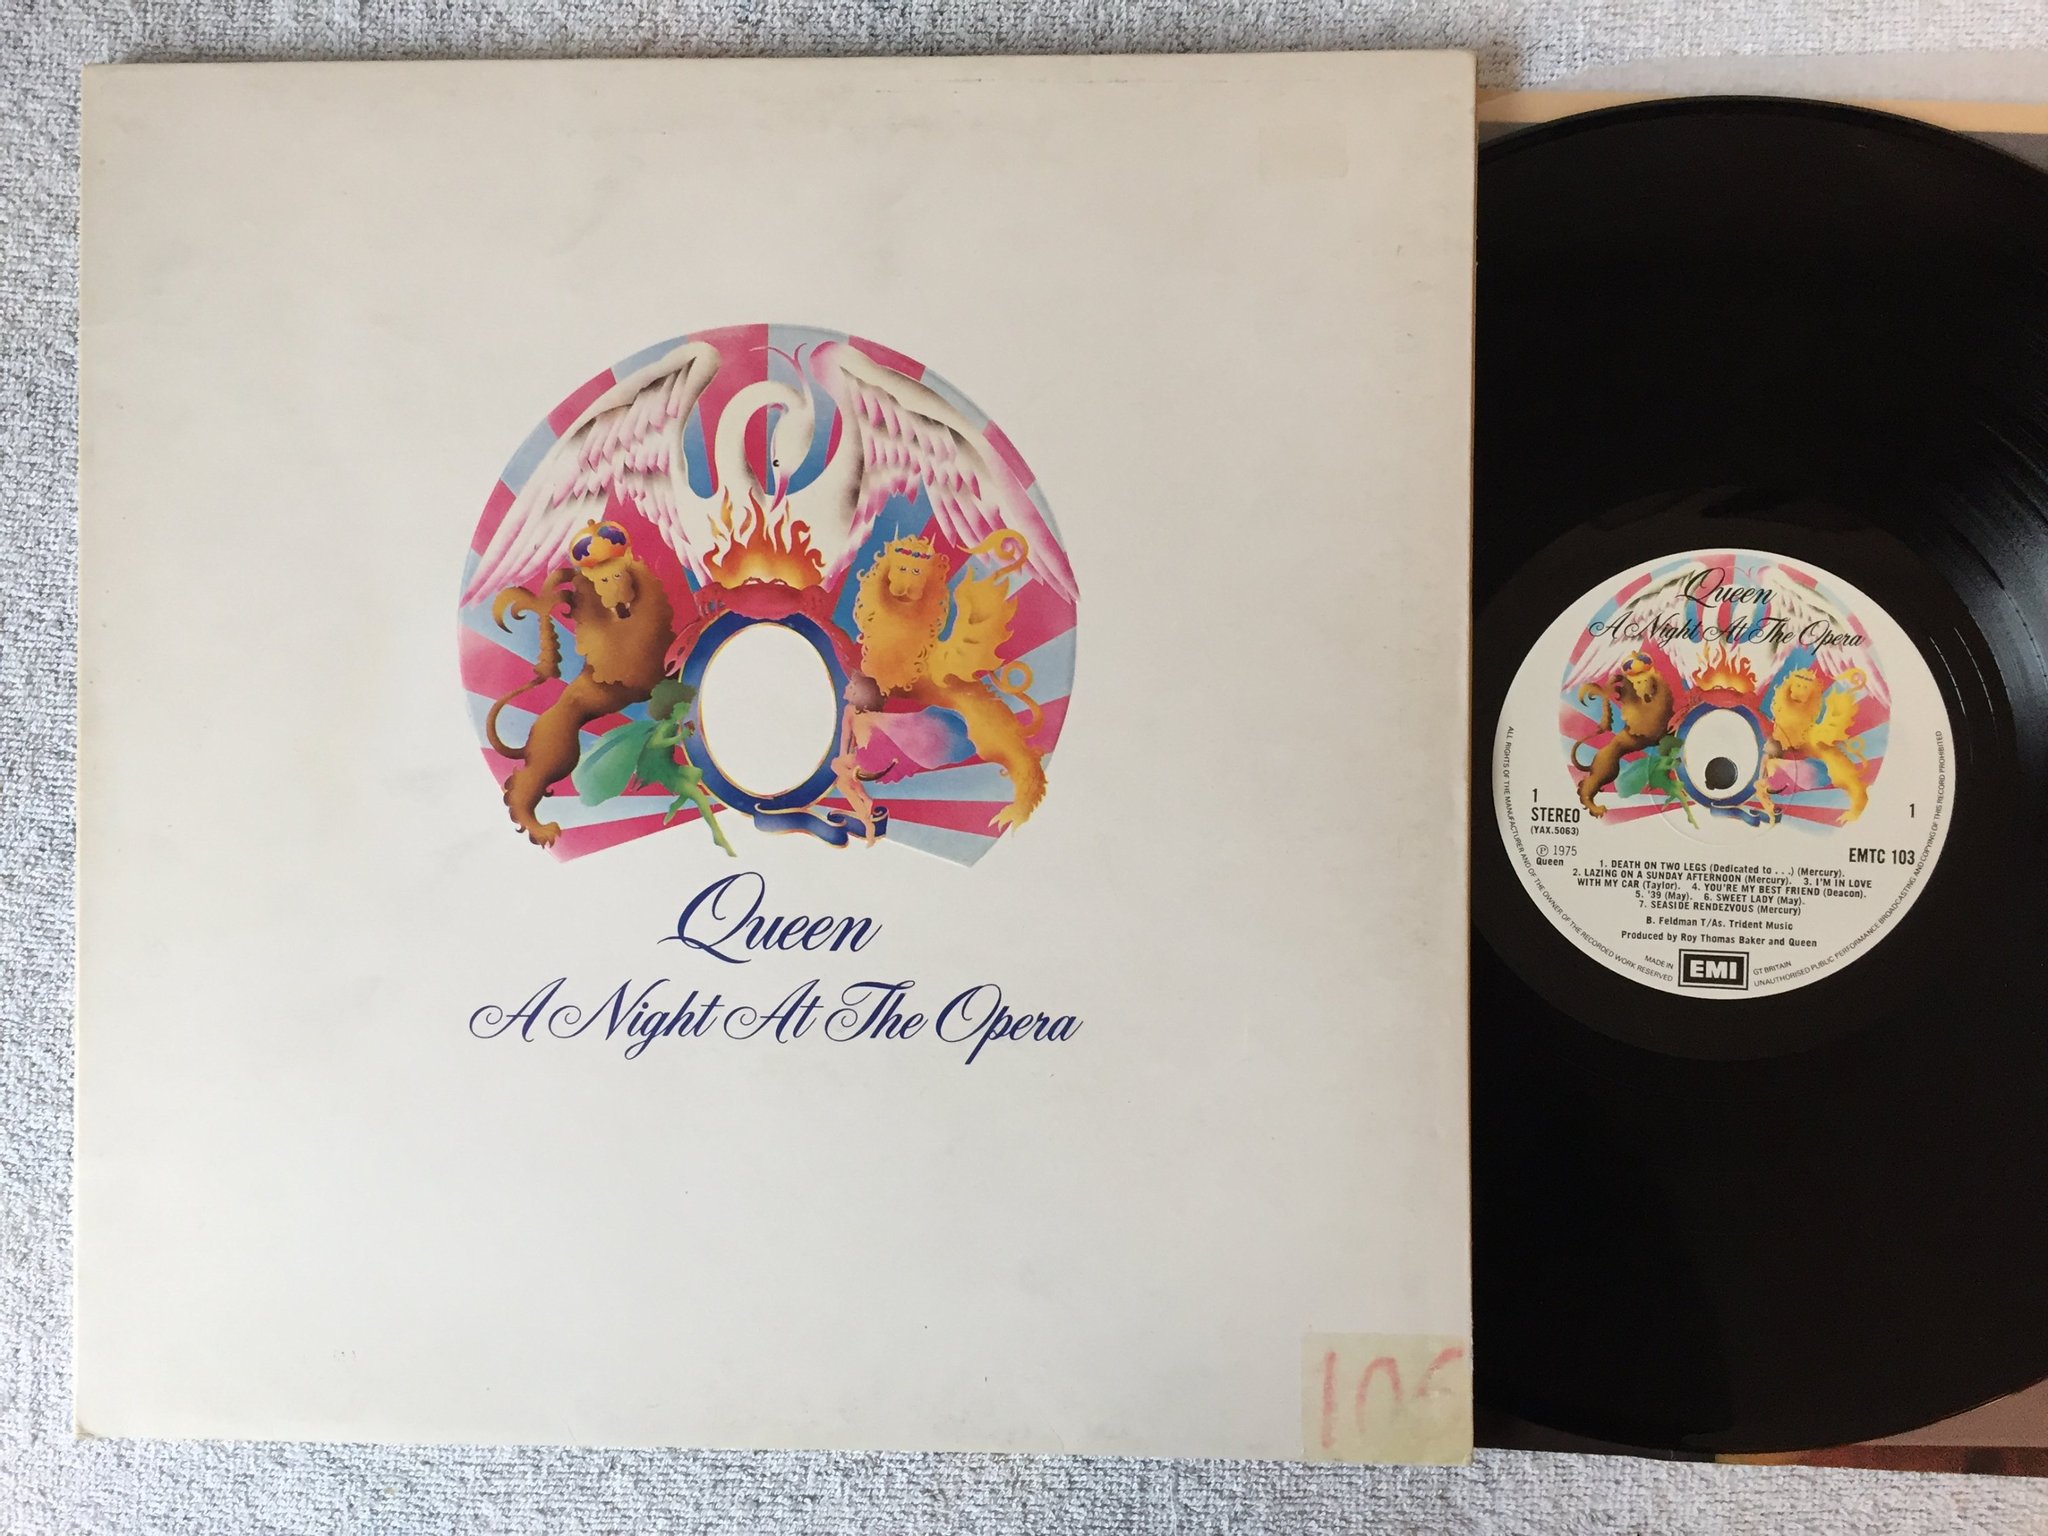 Queen
A Night At The Opera
Queen
A Night At The Opera
1
STEREO
(YAX.5063)
℗ 1975
Queen
1
EMTC 103
1. DEATH ON TWO LEGS (Dedicated to . . .) (Mercury).
2. LAZING ON A SUNDAY AFTERNOON (Mercury). 3. I'M IN LOVE
WITH MY CAR (Taylor). 4. YOU'RE MY BEST FRIEND (Deacon).
5. '39 (May). 6. SWEET LADY (May).
7. SEASIDE RENDEZVOUS (Mercury)
B. Feldman T/As. Trident Music
Produced by Roy Thomas Baker and Queen
MADE IN EMI GT BRITAIN
ALL RIGHTS OF THE MANUFACTURER AND OF THE OWNER OF THE RECORDED WORK RESERVED
UNAUTHORISED PUBLIC PERFORMANCE BROADCASTING AND COPYING OF THIS RECORD PROHIBITED